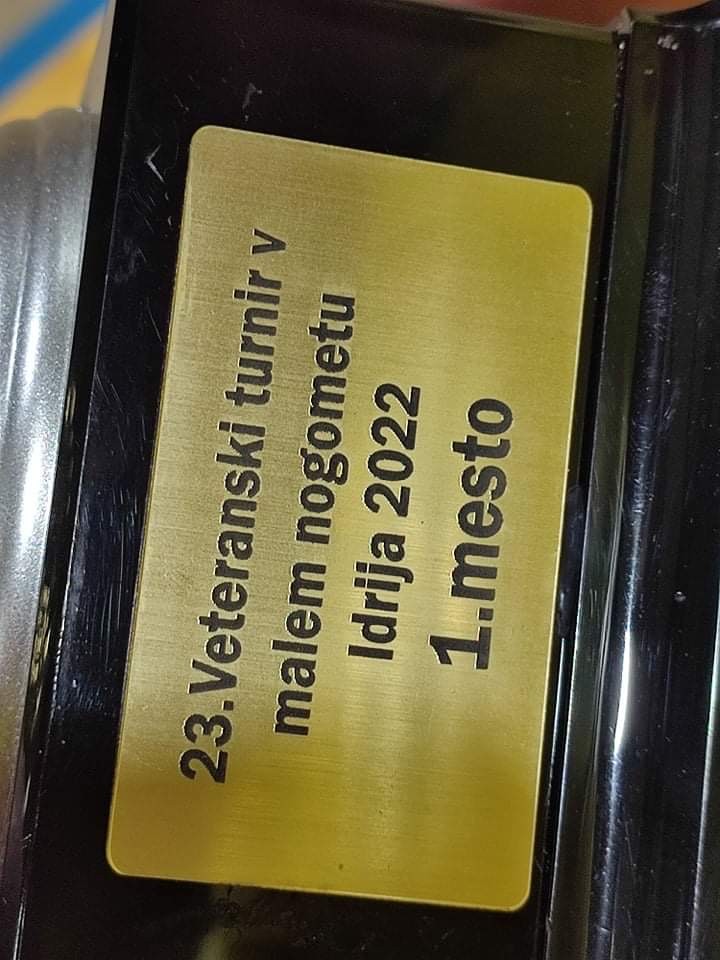 23.Veteranski turnir v
malem nogometu
Idrija 2022
1.mesto